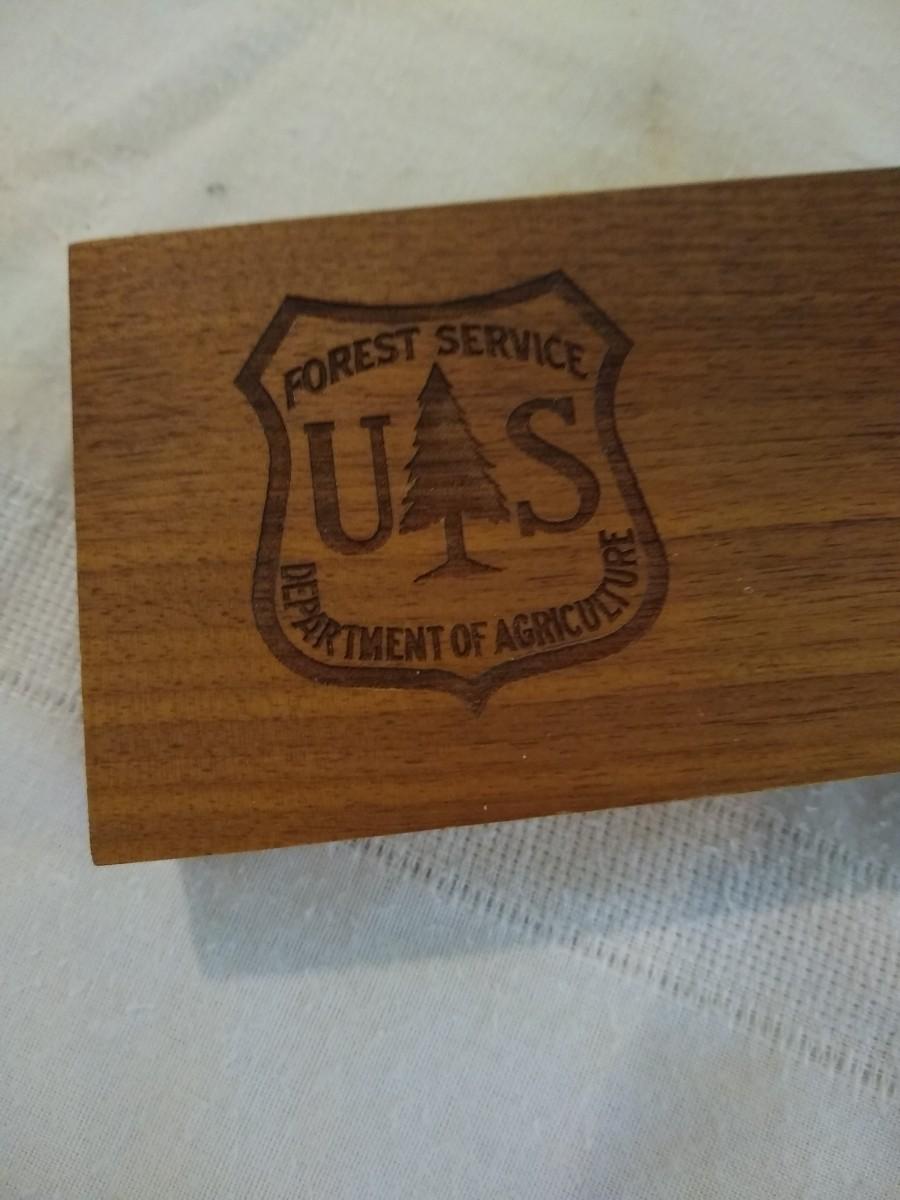 FOREST SERVICE
U S
DEPARTMENT OF AGRICULTURE